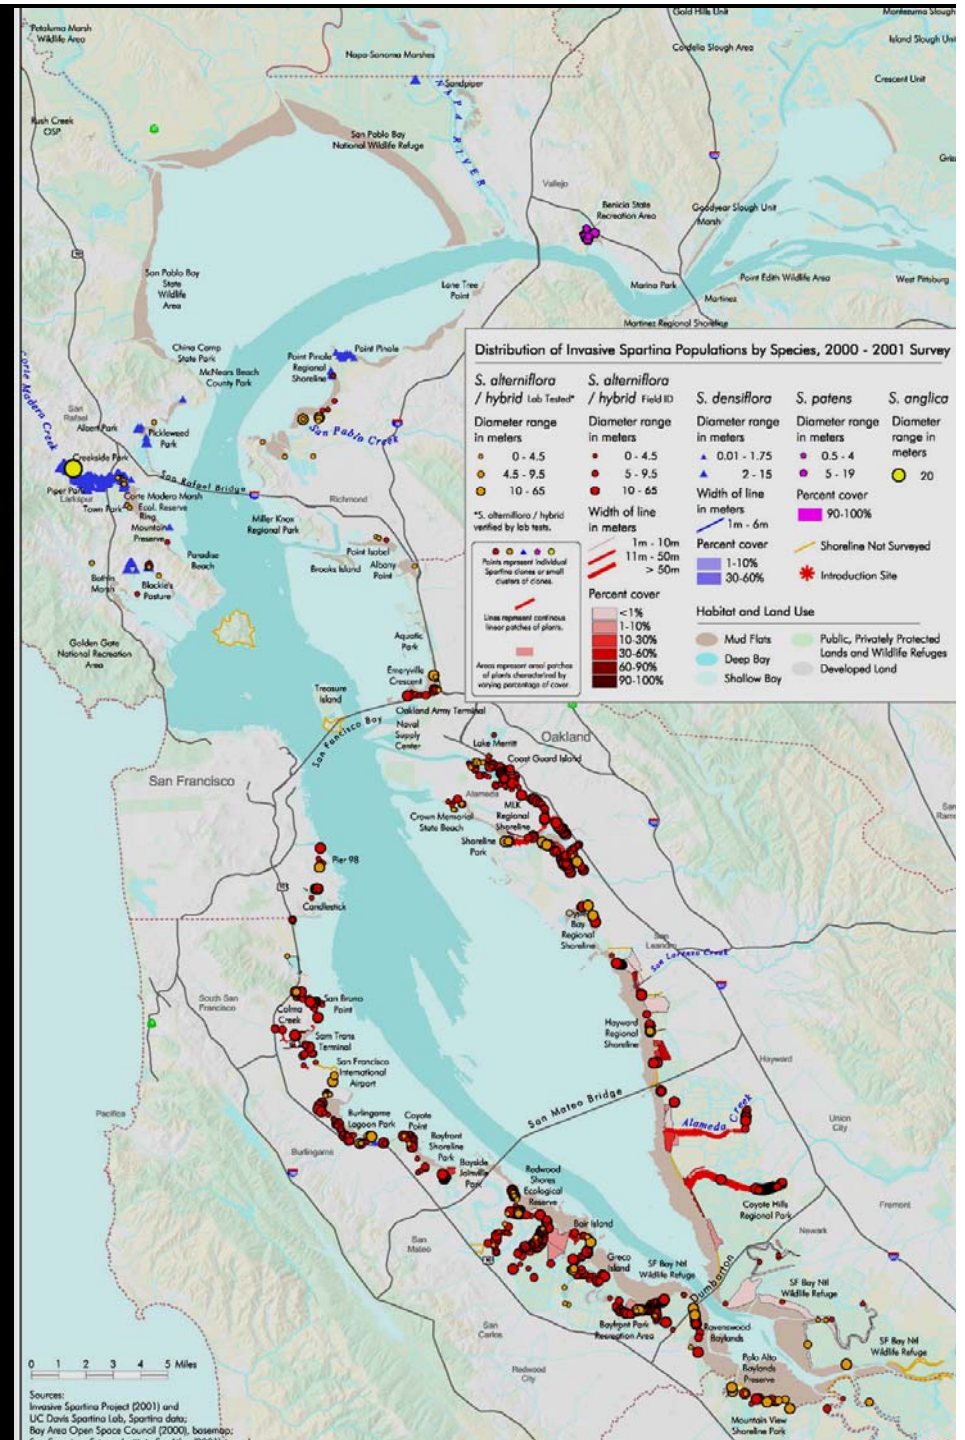 Gold Hills Unit
Montezuma Slough
Petaluma Marsh
Wildlife Area
Napa-Sonoma Marshes
Cordelia Slough Area
Island Slough Unit
Sandpiper
Crescent Unit
NAPA RIVER
Rush Creek
OSP
San Pablo Bay
National Wildlife Refuge
Vallejo
Benicia State
Recreation Area
Goodyear Slough Unit
Marsh
San Pablo Bay
State
Wildlife
Area
Lone Tree
Point
Marina Park
Point Edith Wildlife Area
West Pittsburg
Martinez
Martinez Regional Shoreline
China Camp
State Park
McNears Beach
County Park
Point Pinole
Regional
Shoreline
Point Pinole
Corte Madera Creek
San
Rafael
Albert Park
Pickleweed
Park
San Pablo Creek
Creekside Park
San Rafael Bridge
Piper Park
Larkspur
Corte Madera Marsh
Ecol. Reserve
Town Park
Ring
Mountain
Preserve
Richmond
Miller Knox
Regional Park
Paradise
Beach
Point Isabel
Brooks Island
Albany
Point
Bothin
Marsh
Blackie's
Pasture
Golden Gate
National Recreation
Area
Aquatic
Park
Emeryville
Crescent
Treasure
Island
Oakland Army Terminal
San Francisco Bay
Naval
Supply
Center
Distribution of Invasive Spartina Populations by Species, 2000 - 2001 Survey
S. alterniflora
/ hybrid Lab Tested*
Diameter range
in meters
0 - 4.5
4.5 - 9.5
10 - 65
*S. alterniflora / hybrid
verified by lab tests.
Points represent individual
Spartina clones or small
clusters of clones.
Lines represent continous
linear patches of plants.
Areas represent areal patches
of plants characterized by
varying percentage of cover.
S. alterniflora
/ hybrid Field ID
Diameter range
in meters
0 - 4.5
5 - 9.5
10 - 65
Width of line
in meters
1m - 10m
11m - 50m
> 50m
Percent cover
<1%
1-10%
10-30%
30-60%
60-90%
90-100%
S. densiflora
Diameter range
in meters
0.01 - 1.75
2 - 15
Width of line
in meters
1m - 6m
Percent cover
1-10%
30-60%
S. patens
Diameter range
in meters
0.5 - 4
5 - 19
Percent cover
90-100%
S. anglica
Diameter
range in
meters
20
Shoreline Not Surveyed
Introduction Site
Habitat and Land Use
Mud Flats
Deep Bay
Shallow Bay
Public, Privately Protected
Lands and Wildlife Refuges
Developed Land
Oakland
Lake Merritt
Coast Guard Island
San Francisco
Alameda
MLK
Regional
Shoreline
Crown Memorial
State Beach
Shoreline
Park
Pier 98
Candlestick
Oyster
Bay
Regional
Shoreline
San
Leandro
San Lorenzo Creek
South San
Francisco
San Bruno
Point
Colma
Creek
Sam Trans
Terminal
San Francisco
International
Airport
Hayward
Regional
Shoreline
Hayward
San Mateo Bridge
Pacifica
Burlingame
Lagoon Park
Coyote
Point
Bayfront
Shoreline
Park
Alameda Creek
Union
City
Burlingame
Bayside
Joinville
Park
Redwood
Shores
Ecological
Reserve
Coyote Hills
Regional Park
Fremont
Newark
San
Mateo
Bair Island
Greco
Island
SF Bay Ntl
Wildlife Refuge
Dumbarton
SF Bay Ntl
Wildlife Refuge
San
Carlos
Bayfront Park
Recreation Area
Ravenswood
Baylands
SF Bay Ntl
Wildlife Refuge
Redwood
City
Palo Alto
Baylands
Preserve
Mountain View
Shoreline Park
0 1 2 3 4 5 Miles
Sources:
Invasive Spartina Project (2001) and
UC Davis Spartina Lab, Spartina data;
Bay Area Open Space Council (2000), basemap;